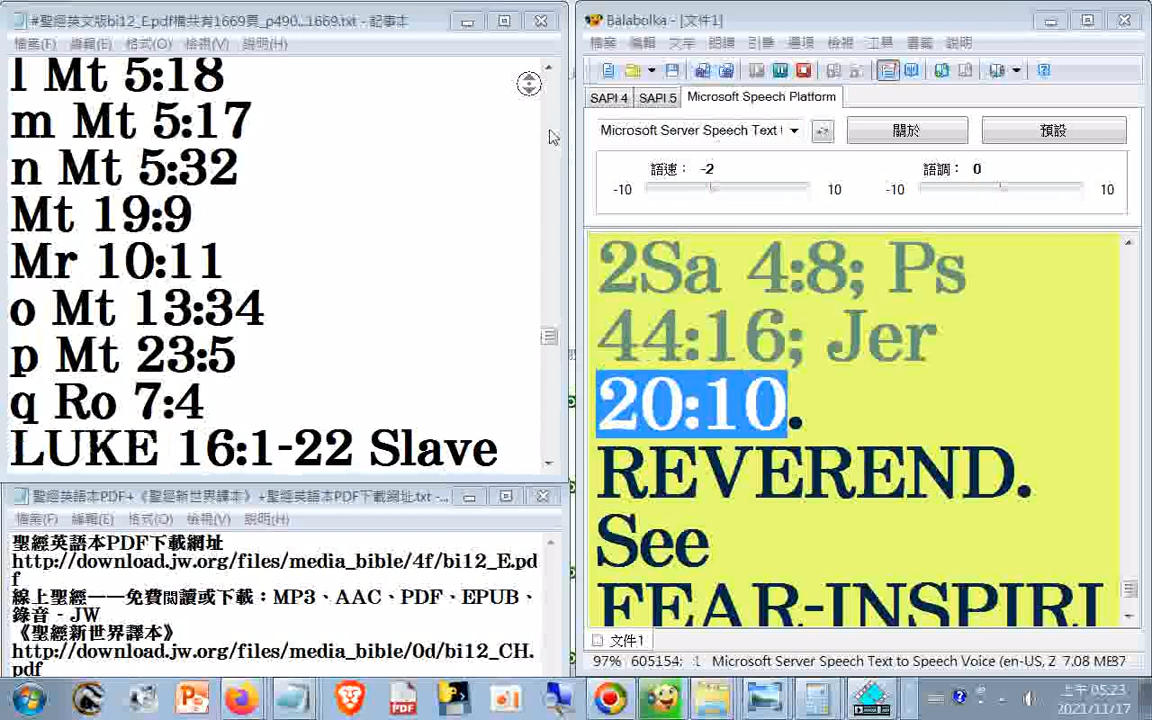 #聖經英文版bi12_E.pdf檔共有1669頁_p490...1669.txt - 記事本
檔案(F) 編輯(E) 格式(O) 檢視(V) 說明(H)
l Mt 5:18
m Mt 5:17
n Mt 5:32
Mt 19:9
Mr 10:11
o Mt 13:34
p Mt 23:5
q Ro 7:4
LUKE 16:1-22 Slave
聖經英語本PDF+《聖經新世界譯本》+聖經英語本PDF下載網址.txt -...
檔案(F) 編輯(E) 格式(O) 檢視(V) 說明(H)
聖經英語本PDF下載網址
http://download.jw.org/files/media_bible/4f/bi12_E.pd
f
線上聖經——免費閱讀或下載：MP3、AAC、PDF、EPUB、
錄音 - JW
《聖經新世界譯本》
http://download.jw.org/files/media_bible/0d/bi12_CH.
pdf
Balabolka - [文件1]
檔案 編輯 文字 朗讀 引擎 選項 檢視 工具 書籤 說明
SAPI 4 SAPI 5 Microsoft Speech Platform
Microsoft Server Speech Text
關於 預設
語速： -2 語調： 0
-10 10 -10 10
2Sa 4:8; Ps
44:16; Jer
20:10.
REVEREND.
See
FEAR-INSPIRI
文件1
97% 605154; 1 Microsoft Server Speech Text to Speech Voice (en-US, Z 7.08 MB
上午 05:23
2021/11/17